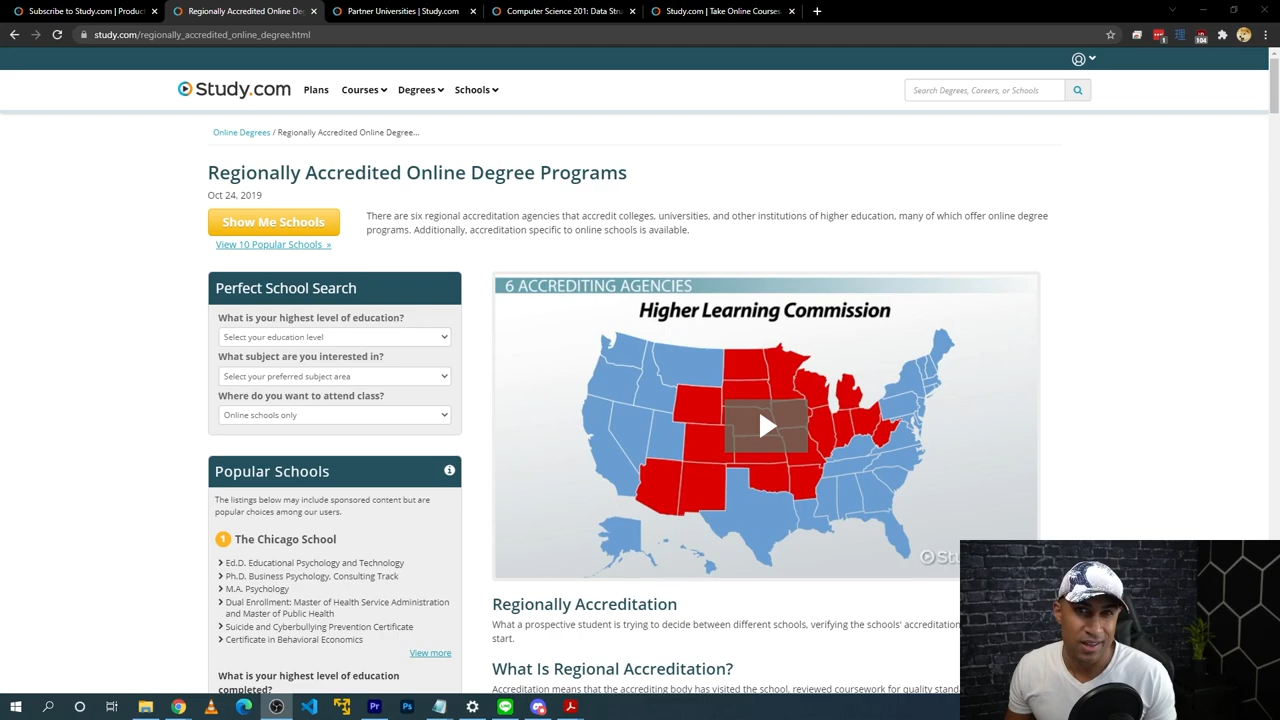 Subscribe to Study.com | Produc
Regionally Accredited Online Deg
Partner Universities | Study.com
Computer Science 201: Data Stru
Study.com | Take Online Courses.
study.com/regionally_accredited_online_degree.html
1
104
Study.com
Plans
Courses
Degrees
Schools
Search Degrees, Careers, or Schools
Online Degrees / Regionally Accredited Online Degree...
Regionally Accredited Online Degree Programs
Oct 24, 2019
Show Me Schools
View 10 Popular Schools »
There are six regional accreditation agencies that accredit colleges, universities, and other institutions of higher education, many of which offer online degree
programs. Additionally, accreditation specific to online schools is available.
Perfect School Search
What is your highest level of education?
Select your education level
What subject are you interested in?
Select your preferred subject area
Where do you want to attend class?
Online schools only
Popular Schools
The listings below may include sponsored content but are
popular choices among our users.
1 The Chicago School
Ed.D. Educational Psychology and Technology
Ph.D. Business Psychology, Consulting Track
M.A. Psychology
Dual Enrollment: Master of Health Service Administration
and Master of Public Health
Suicide and Cyberbullying Prevention Certificate
Certificate in Behavioral Economics
View more
What is your highest level of education
completed?
6 ACCREDITING AGENCIES
Higher Learning Commission
Stu
Regionally Accreditation
What a prospective student is trying to decide between different schools, verifying the schools' accreditation
start.
What Is Regional Accreditation?
Accreditation means that the accrediting body has visited the school, reviewed coursework for quality stand